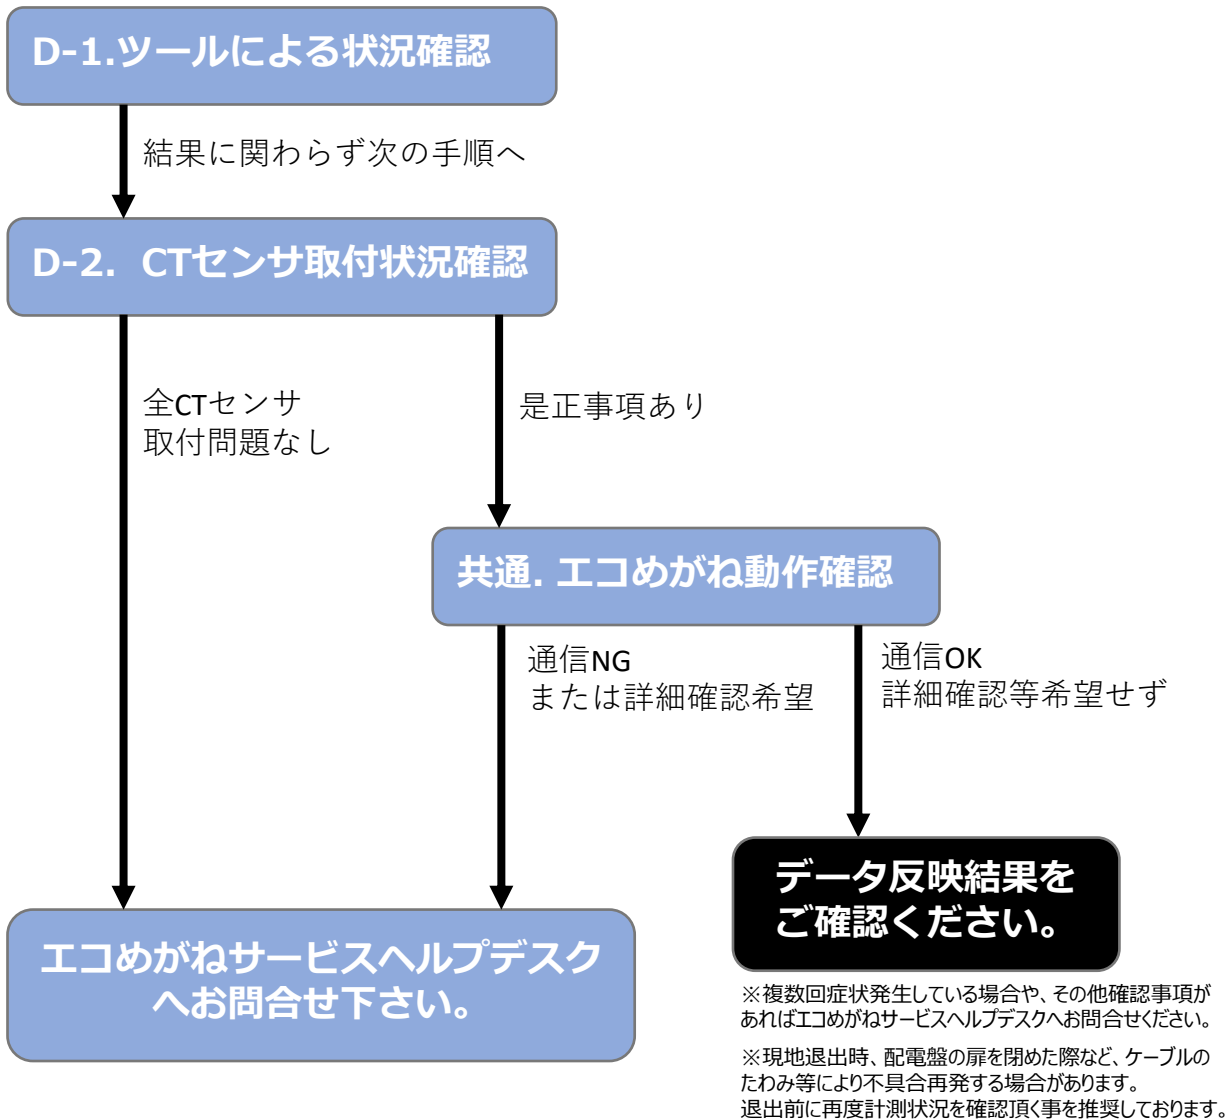 D-1.ツールによる状況確認
結果に関わらず次の手順へ
D-2. CTセンサ取付状況確認
全CTセンサ
取付問題なし
是正事項あり
共通. エコめがね動作確認
通信NG
または詳細確認希望
通信OK
詳細確認等希望せず
データ反映結果を
ご確認ください。
エコめがねサービスヘルプデスク
へお問合せ下さい。
※複数回症状発生している場合や、その他確認事項が
あればエコめがねサービスヘルプデスクへお問合せください。
※現地退出時、配電盤の扉を閉めた際など、ケーブルの
たわみ等により不具合再発する場合があります。
退出前に再度計測状況を確認頂く事を推奨しております。